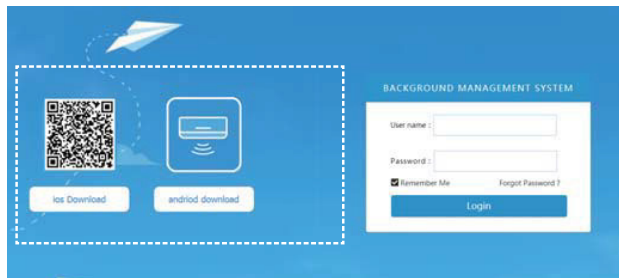 BACKGROUND MANAGEMENT SYSTEM
User name :
Password :
Remember Me
Forgot Password ?
Login
ios Download
andriod download